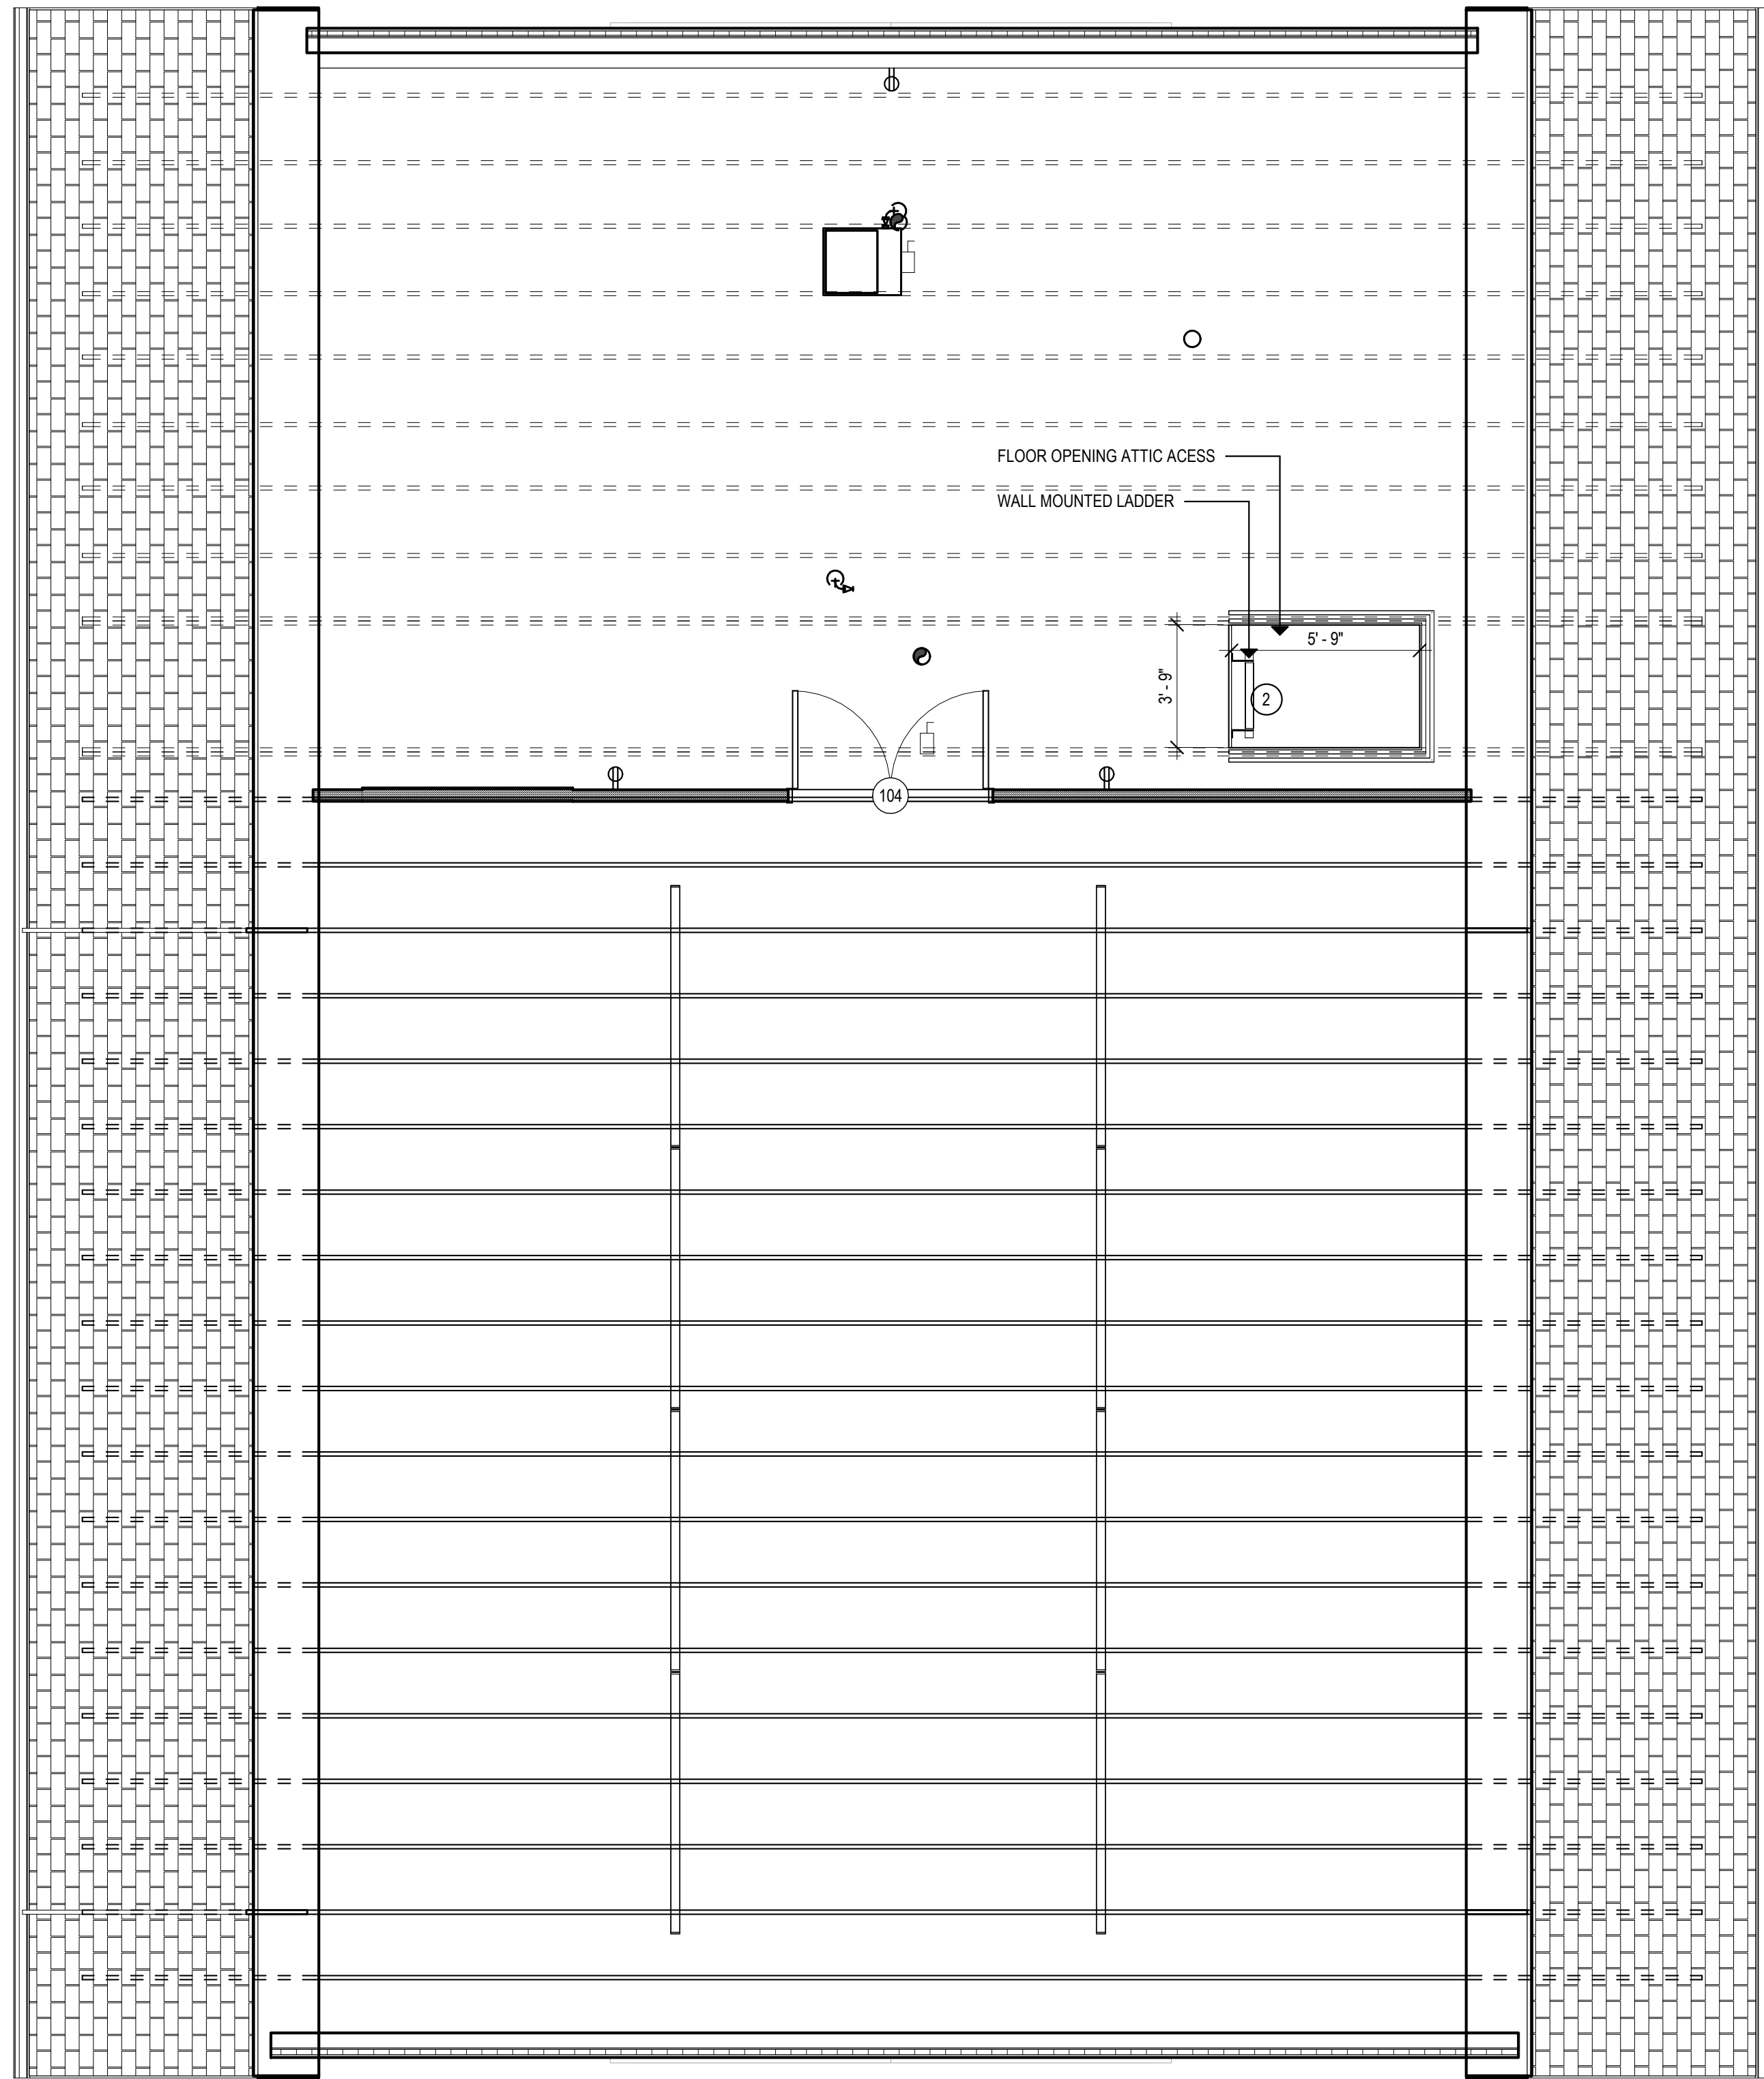 FLOOR OPENING ATTIC ACESS
WALL MOUNTED LADDER
5' - 9"
3' - 9"
2
104